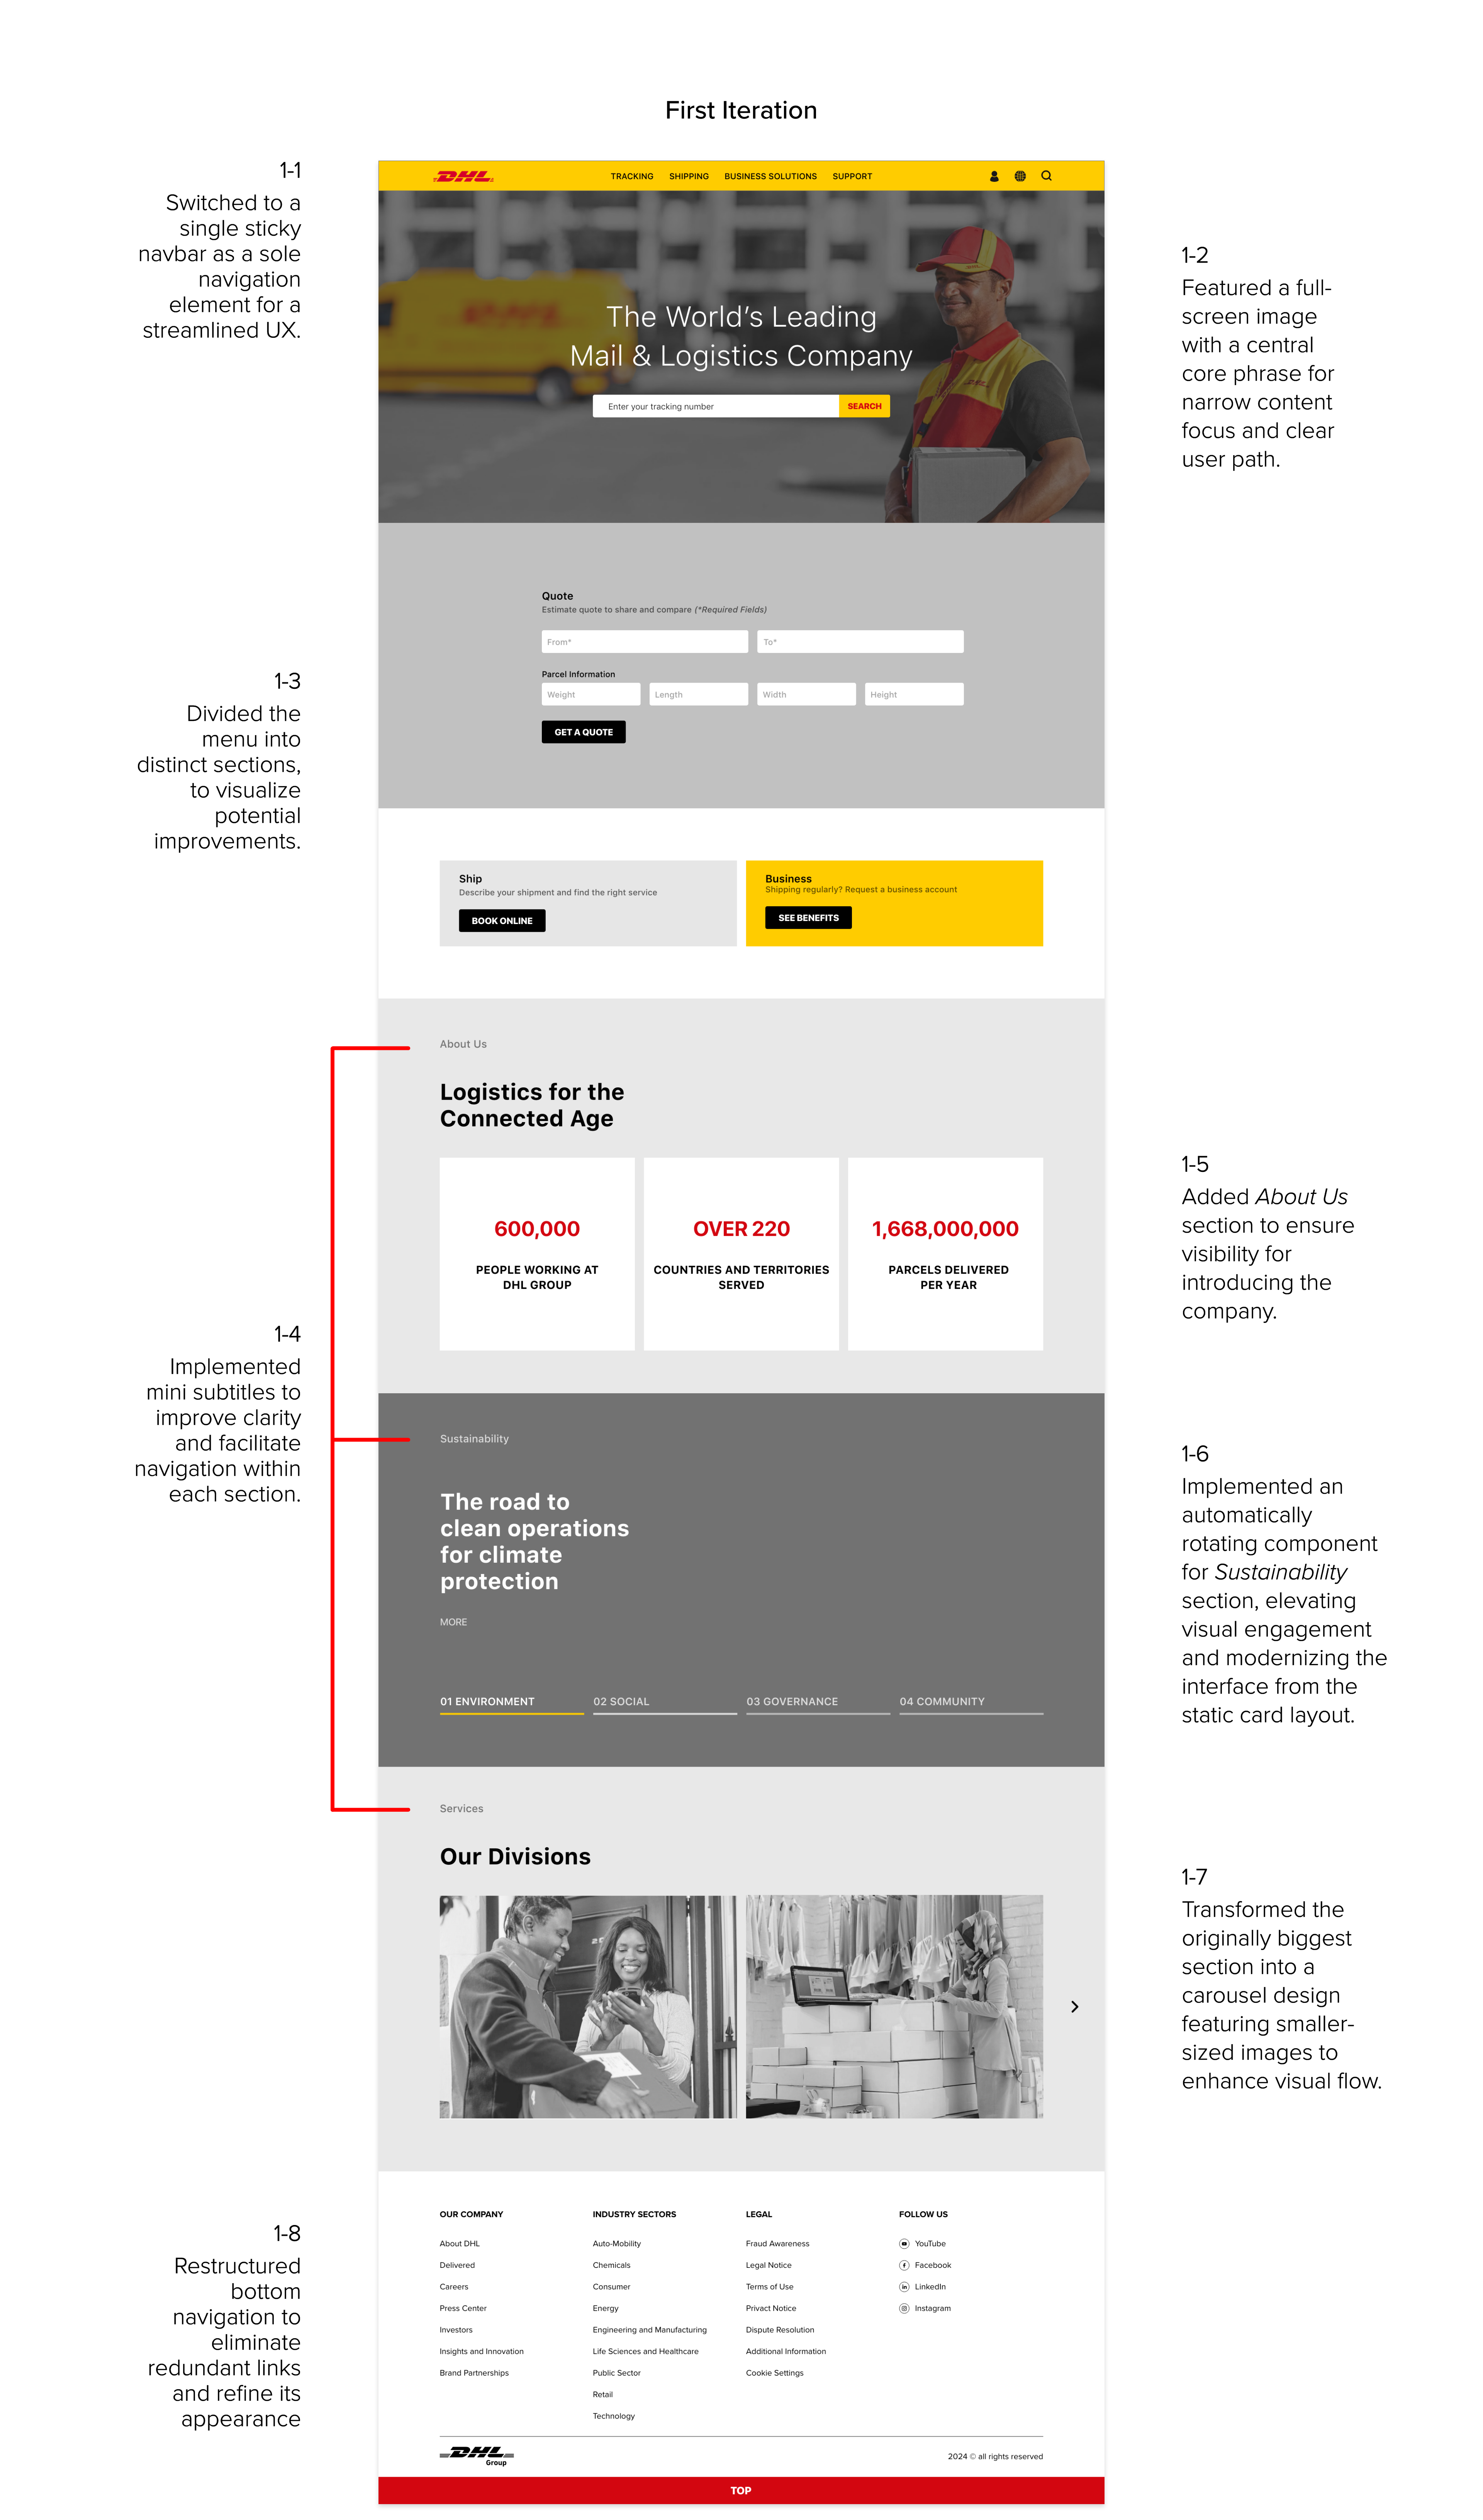 First Iteration
1-1
Switched to a
single sticky
navbar as a sole
navigation
element for a
streamlined UX.
DHL
TRACKING SHIPPING BUSINESS SOLUTIONS SUPPORT
The World's Leading
Mail & Logistics Company
Enter your tracking number SEARCH
DHL
1-2
Featured a full-
screen image
with a central
core phrase for
narrow content
focus and clear
user path.
1-3
Divided the
menu into
distinct sections,
to visualize
potential
improvements.
Quote
Estimate quote to share and compare (*Required Fields)
From* To*
Parcel Information
Weight Length Width Height
GET A QUOTE
Ship
Describe your shipment and find the right service
BOOK ONLINE
Business
Shipping regularly? Request a business account
SEE BENEFITS
1-4
Implemented
mini subtitles to
improve clarity
and facilitate
navigation within
each section.
About Us
Logistics for the
Connected Age
600,000
PEOPLE WORKING AT
DHL GROUP
OVER 220
COUNTRIES AND TERRITORIES
SERVED
1,668,000,000
PARCELS DELIVERED
PER YEAR
1-5
Added About Us
section to ensure
visibility for
introducing the
company.
Sustainability
The road to
clean operations
for climate
protection
MORE
01 ENVIRONMENT 02 SOCIAL 03 GOVERNANCE 04 COMMUNITY
1-6
Implemented an
automatically
rotating component
for Sustainability
section, elevating
visual engagement
and modernizing the
interface from the
static card layout.
Services
Our Divisions
1-7
Transformed the
originally biggest
section into a
carousel design
featuring smaller-
sized images to
enhance visual flow.
1-8
Restructured
bottom
navigation to
eliminate
redundant links
and refine its
appearance
OUR COMPANY
About DHL
Delivered
Careers
Press Center
Investors
Insights and Innovation
Brand Partnerships
INDUSTRY SECTORS
Auto-Mobility
Chemicals
Consumer
Energy
Engineering and Manufacturing
Life Sciences and Healthcare
Public Sector
Retail
Technology
LEGAL
Fraud Awareness
Legal Notice
Terms of Use
Privact Notice
Dispute Resolution
Additional Information
Cookie Settings
FOLLOW US
YouTube
Facebook
LinkedIn
Instagram
DHL
Group
2024 © all rights reserved
TOP